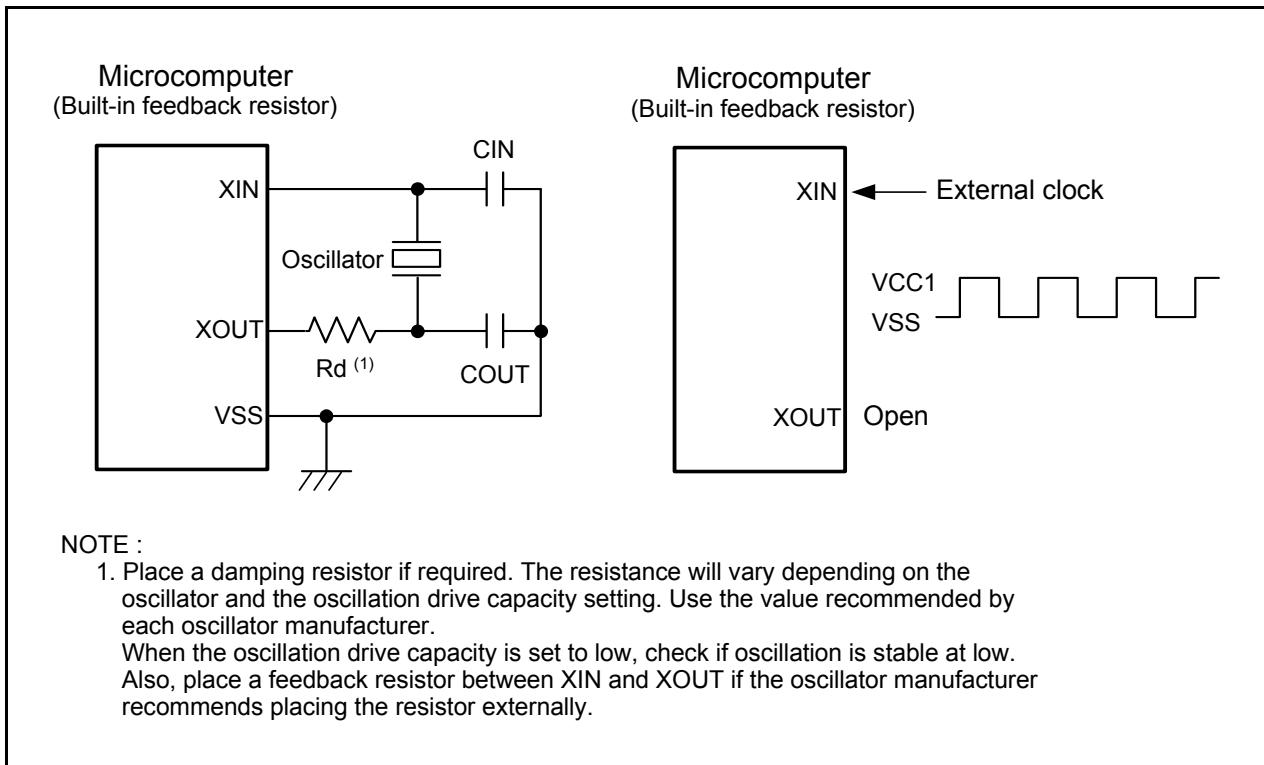 Microcomputer
(Built-in feedback resistor)
XIN
CIN
Oscillator
XOUT
Rd (1)
COUT
VSS
Microcomputer
(Built-in feedback resistor)
XIN
External clock
VCC1
VSS
XOUT
Open
NOTE :
1. Place a damping resistor if required. The resistance will vary depending on the
oscillator and the oscillation drive capacity setting. Use the value recommended by
each oscillator manufacturer.
When the oscillation drive capacity is set to low, check if oscillation is stable at low.
Also, place a feedback resistor between XIN and XOUT if the oscillator manufacturer
recommends placing the resistor externally.